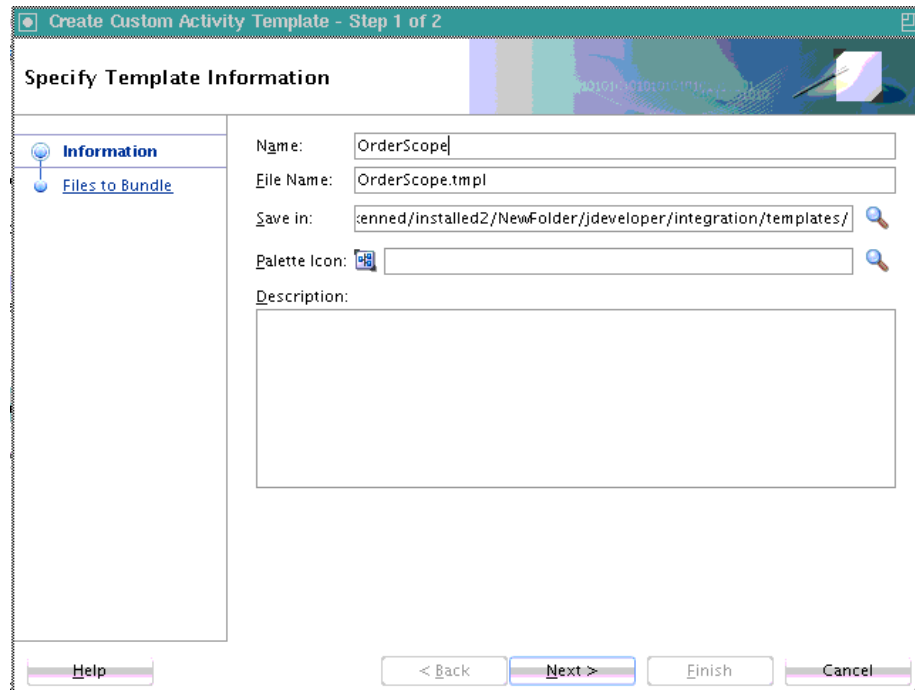 Create Custom Activity Template - Step 1 of 2
Specify Template Information
Information
Files to Bundle
Name: OrderScope
File Name: OrderScope.tmpl
Save in: enned/installed2/NewFolder/jdeveloper/integration/templates/
Palette Icon:
Description:
Help
< Back
Next >
Finish
Cancel